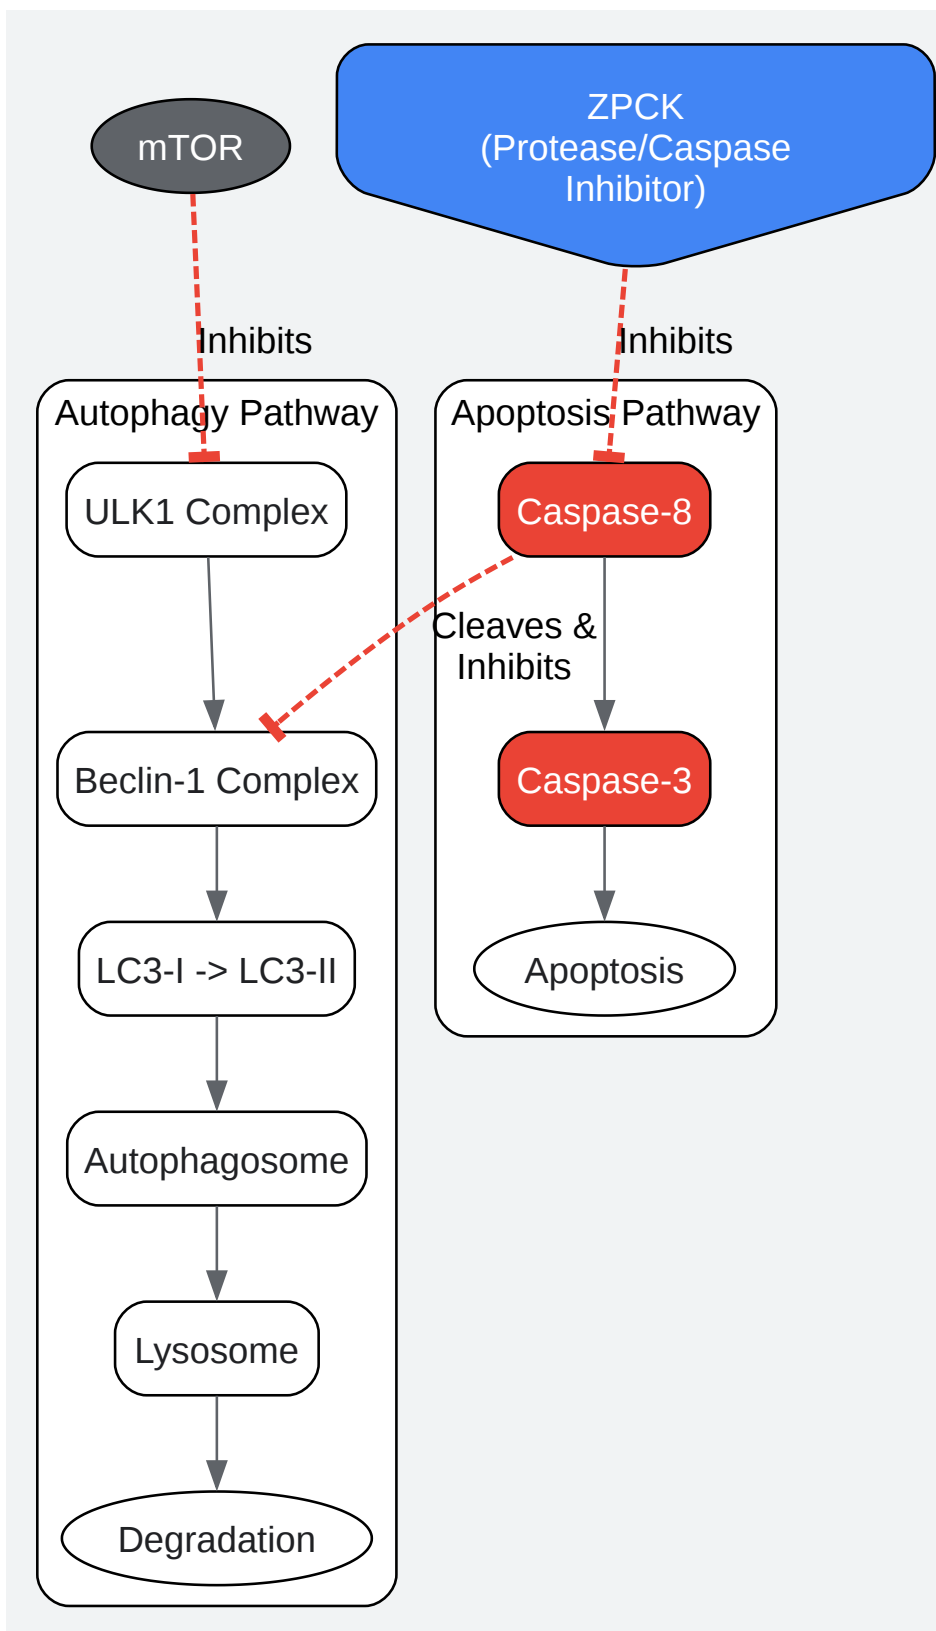 mTOR
ZPCK
(Protease/Caspase
Inhibitor)
Inhibits
Inhibits
Autophagy Pathway
Apoptosis Pathway
ULK1 Complex
Caspase-8
Cleaves &
Inhibits
Beclin-1 Complex
Caspase-3
LC3-I -> LC3-II
Apoptosis
Autophagosome
Lysosome
Degradation